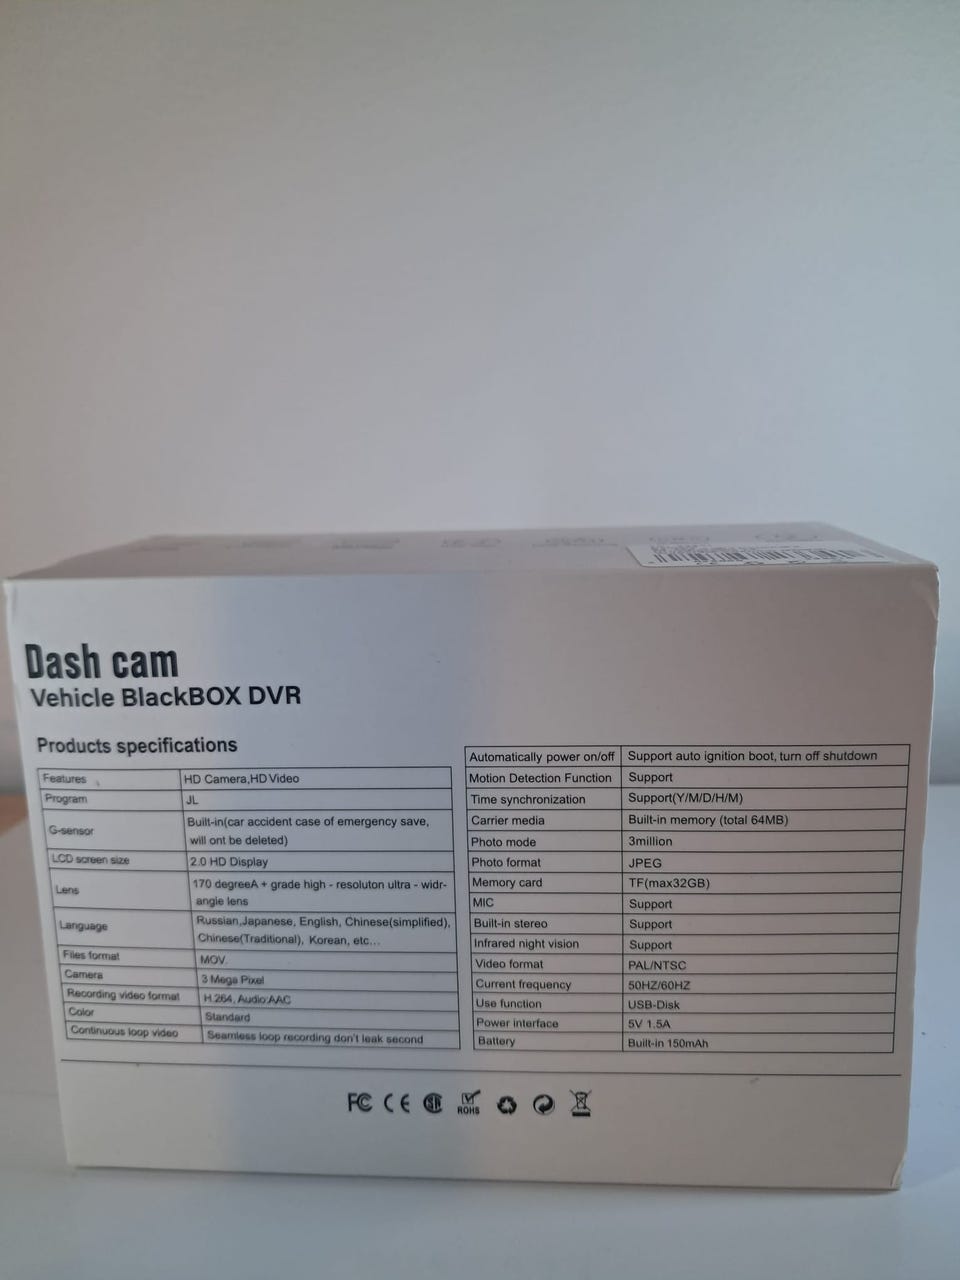 Dash cam
Vehicle BlackBOX DVR
Products specifications
Features HD Camera,HD Video
Program JL
G-sensor Built-in(car accident case of emergency save,
will ont be deleted)
LCD screen size 2.0 HD Display
Lens 170 degreeA + grade high - resoluton ultra - widr-
angle lens
Language Russian,Japanese, English, Chinese(simplified),
Chinese(Traditional), Korean, etc...
Files format MOV.
Camera 3 Mega Pixel
Recording video format H.264, Audio:AAC
Color Standard
Continuous loop video Seamless loop recording don't leak second
Automatically power on/off Support auto ignition boot, turn off shutdown
Motion Detection Function Support
Time synchronization Support(Y/M/D/H/M)
Carrier media Built-in memory (total 64MB)
Photo mode 3million
Photo format JPEG
Memory card TF(max32GB)
MIC Support
Built-in stereo Support
Infrared night vision Support
Video format PAL/NTSC
Current frequency 50HZ/60HZ
Use function USB-Disk
Power interface 5V 1.5A
Battery Built-in 150mAh
FC CE ROHS